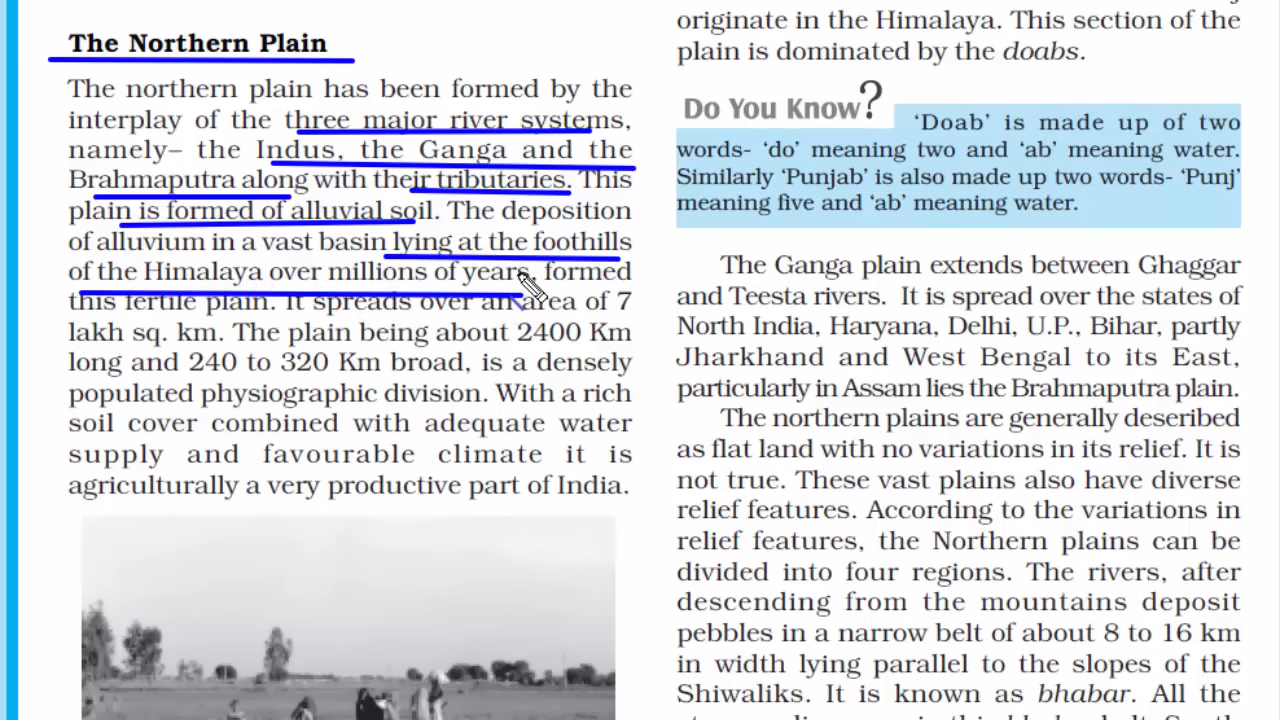 The Northern Plain
The northern plain has been formed by the
interplay of the three major river systems,
namely– the Indus, the Ganga and the
Brahmaputra along with their tributaries. This
plain is formed of alluvial soil. The deposition
of alluvium in a vast basin lying at the foothills
of the Himalaya over millions of years, formed
this fertile plain. It spreads over an area of 7
lakh sq. km. The plain being about 2400 Km
long and 240 to 320 Km broad, is a densely
populated physiographic division. With a rich
soil cover combined with adequate water
supply and favourable climate it is
agriculturally a very productive part of India.
originate in the Himalaya. This section of the
plain is dominated by the doabs.
Do You Know?
‘Doab’ is made up of two
words- ‘do’ meaning two and ‘ab’ meaning water.
Similarly ‘Punjab’ is also made up two words- ‘Punj’
meaning five and ‘ab’ meaning water.
The Ganga plain extends between Ghaggar
and Teesta rivers. It is spread over the states of
North India, Haryana, Delhi, U.P., Bihar, partly
Jharkhand and West Bengal to its East,
particularly in Assam lies the Brahmaputra plain.
The northern plains are generally deseribed
as flat land with no variations in its relief. It is
not true. These vast plains also have diverse
relief features. According to the variations in
relief features, the Northern plains can be
divided into four regions. The rivers, after
descending from the mountains deposit
pebbles in a narrow belt of about 8 to 16 km
in width lying parallel to the slopes of the
Shiwaliks. It is known as bhabar. All the